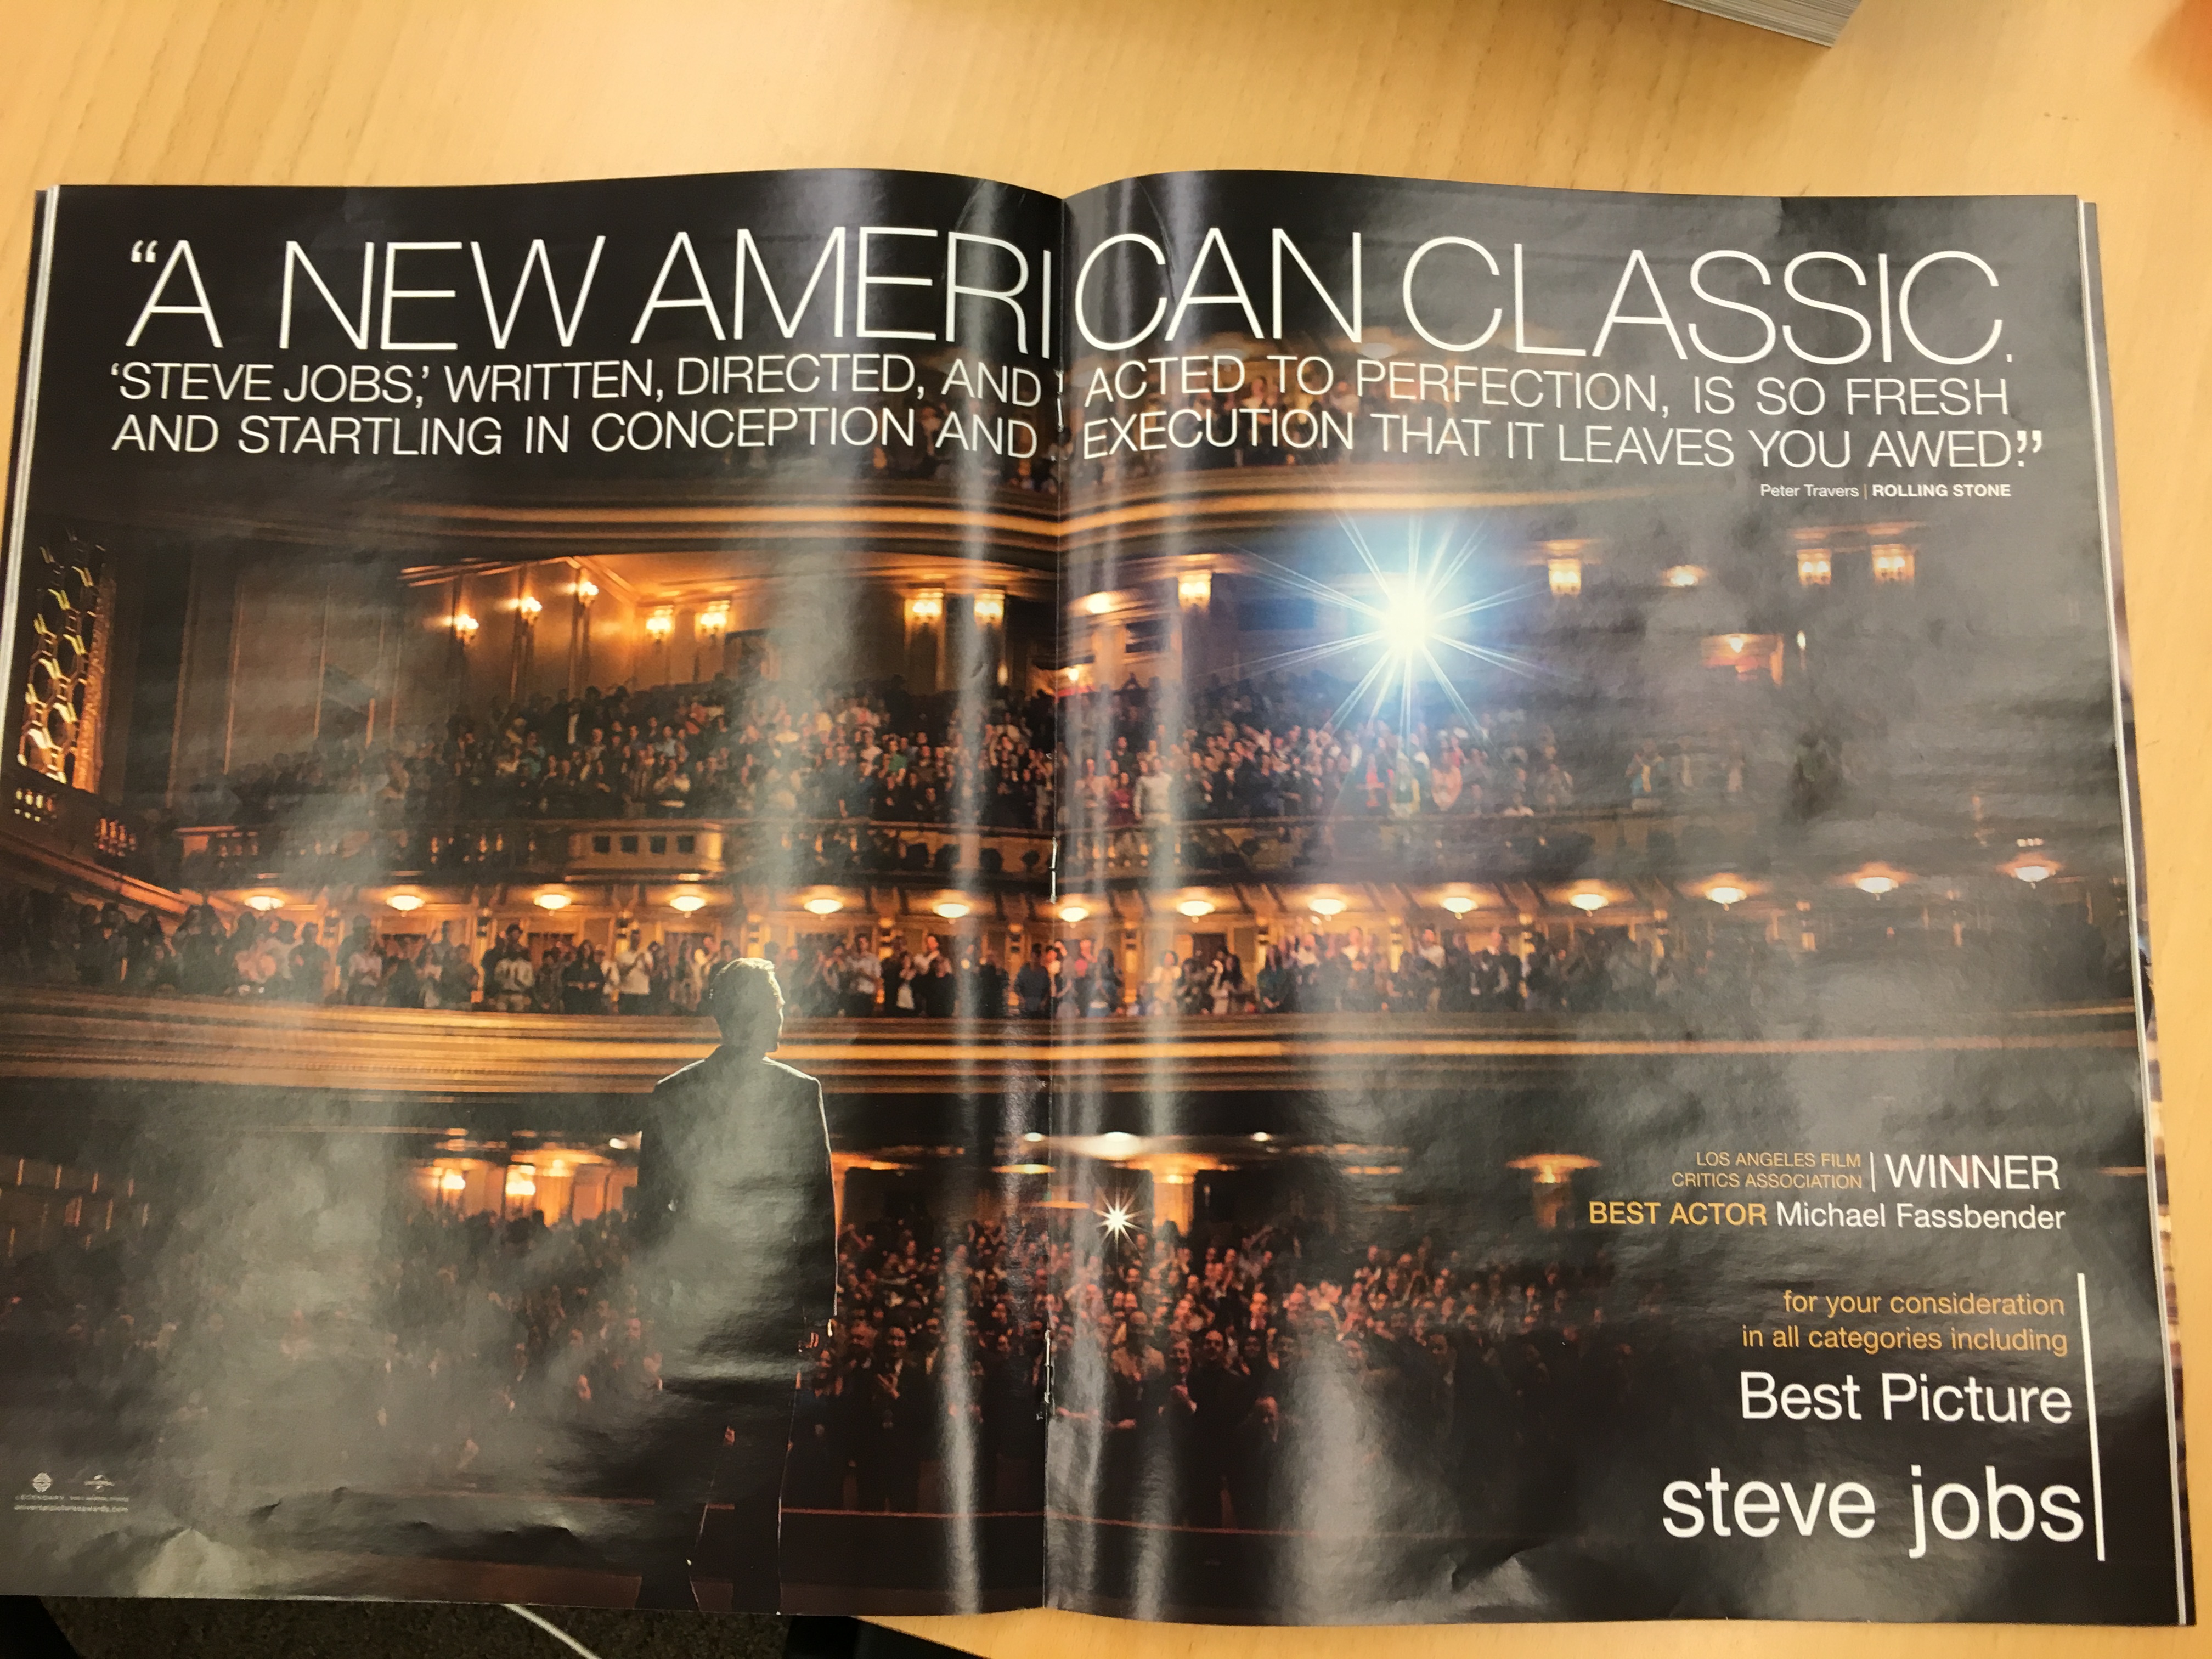 “A NEW AMERICAN CLASSIC.
‘STEVE JOBS,’ WRITTEN, DIRECTED, AND ACTED TO PERFECTION, IS SO FRESH
AND STARTLING IN CONCEPTION AND EXECUTION THAT IT LEAVES YOU AWED.”
Peter Travers | ROLLING STONE
WINNER | LOS ANGELES FILM
CRITICS ASSOCIATION
BEST ACTOR Michael Fassbender
for your consideration
in all categories including
Best Picture
steve jobs